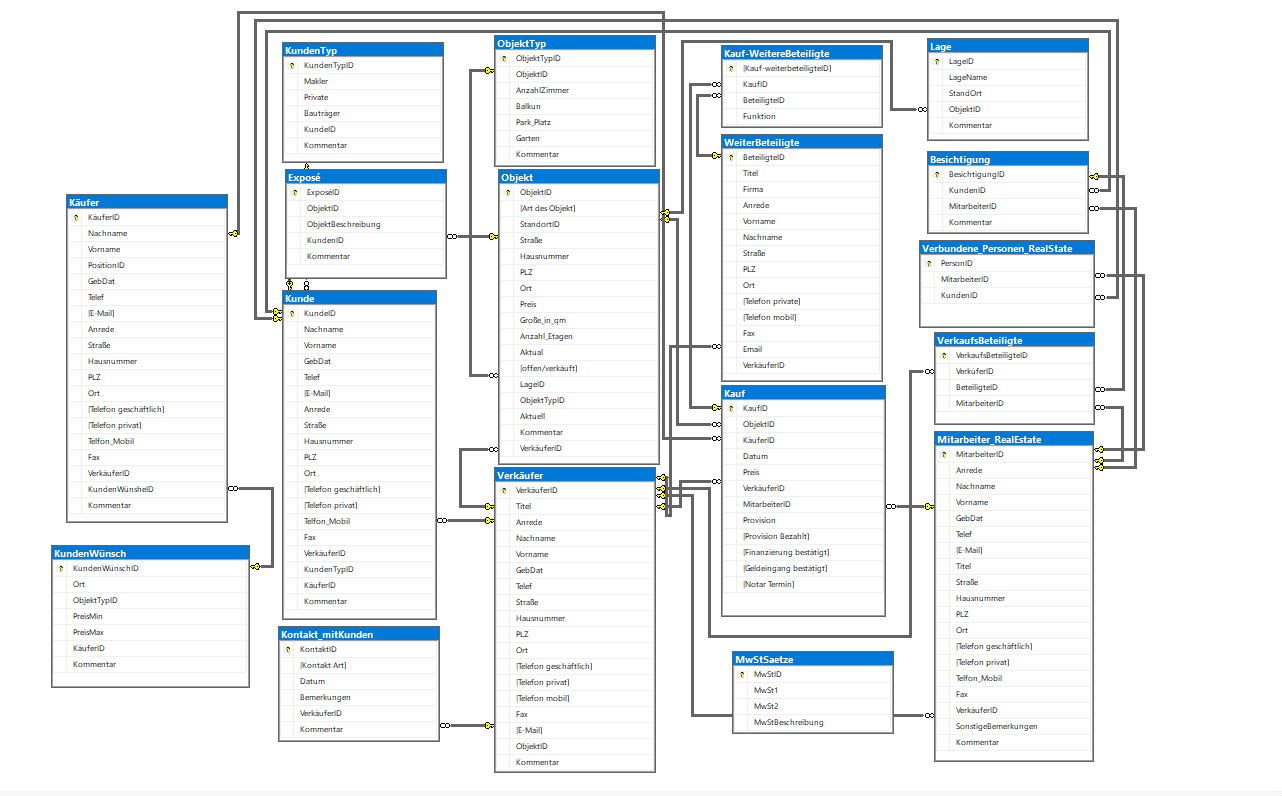 KundenTyp
KundenTypID
Makler
Private
Bauträger
KundeID
Kommentar
ObjektTyp
ObjektTypID
ObjektID
AnzahlZimmer
Balkun
Park_Platz
Garten
Kommentar
Kauf-WeitereBeteiligte
[Kauf-weiterbeteiligteID]
KaufID
BeteiligteID
Funktion
Lage
LageID
LageName
StandOrt
ObjektID
Kommentar
WeiterBeteiligte
BeteiligteID
Titel
Firma
Anrede
Vorname
Nachname
Straße
PLZ
Ort
[Telefon private]
[Telefon mobil]
Fax
Email
VerkäuferID
Besichtigung
BesichtigungID
KundenID
MitarbeiterID
Kommentar
Exposé
ExposéID
ObjektID
ObjektBeschreibung
KundenID
Kommentar
Objekt
ObjektID
[Art des Objekt]
StandortID
Straße
Hausnummer
PLZ
Ort
Preis
Große_in_qm
Anzahl_Etagen
Aktual
[offen/verkäuft]
LageID
ObjektTypID
Aktuell
Kommentar
VerkäuferID
Käufer
KäuferID
Nachname
Vorname
PositionID
GebDat
Telef
[E-Mail]
Anrede
Straße
Hausnummer
PLZ
Ort
[Telefon geschäftlich]
[Telefon privat]
Telfon_Mobil
Fax
VerkäuferID
KundenWünsheID
Kommentar
Verbundene_Personen_RealState
PersonID
MitarbeiterID
KundenID
Kunde
KundeID
Nachname
Vorname
GebDat
Telef
[E-Mail]
Anrede
Straße
Hausnummer
PLZ
Ort
[Telefon geschäftlich]
[Telefon privat]
Telfon_Mobil
Fax
VerkäuferID
KundenTypID
KäuferID
Kommentar
VerkaufsBeteiligte
VerkaufsBeteiligteID
VerküferID
BeteiligteID
MitarbeiterID
Kauf
KaufID
ObjektID
KäuferID
Datum
Preis
VerkäuferID
MitarbeiterID
Provision
[Provision Bezahlt]
[Finanzierung bestätigt]
[Geldeingang bestätigt]
[Notar Termin]
Mitarbeiter_RealEstate
MitarbeiterID
Anrede
Nachname
Vorname
GebDat
Telef
[E-Mail]
Titel
Straße
Hausnummer
PLZ
Ort
[Telefon geschäftlich]
[Telefon privat]
Telfon_Mobil
Fax
VerkäuferID
SonstigeBemerkungen
Kommentar
Verkäufer
VerkäuferID
Titel
Anrede
Nachname
Vorname
GebDat
Telef
Straße
Hausnummer
PLZ
Ort
[Telefon geschäftlich]
[Telefon privat]
[Telefon mobil]
Fax
[E-Mail]
ObjektID
Kommentar
KundenWünsch
KundenWünschID
Ort
ObjektTypID
PreisMin
PreisMax
KäuferID
Kommentar
Kontakt_mitKunden
KontaktID
[Kontakt Art]
Datum
Bemerkungen
VerkäuferID
Kommentar
MwStSaetze
MwStID
MwSt1
MwSt2
MwStBeschreibung